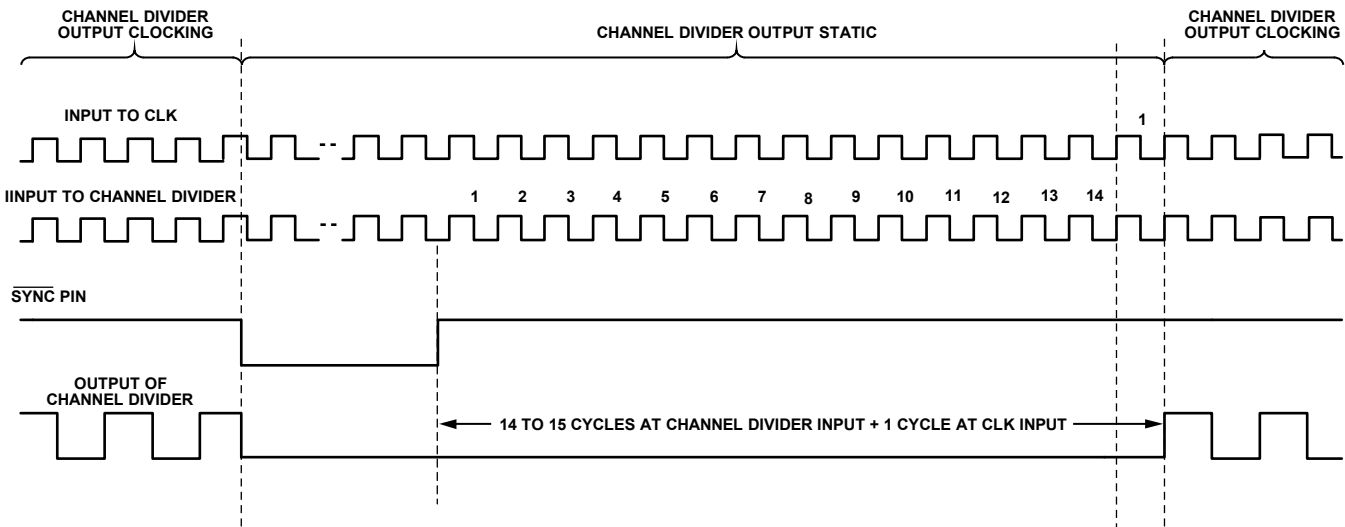 CHANNEL DIVIDER
OUTPUT CLOCKING
CHANNEL DIVIDER OUTPUT STATIC
CHANNEL DIVIDER
OUTPUT CLOCKING
INPUT TO CLK
1
IINPUT TO CHANNEL DIVIDER
1 2 3 4 5 6 7 8 9 10 11 12 13 14
SYNC PIN
OUTPUT OF
CHANNEL DIVIDER
14 TO 15 CYCLES AT CHANNEL DIVIDER INPUT + 1 CYCLE AT CLK INPUT